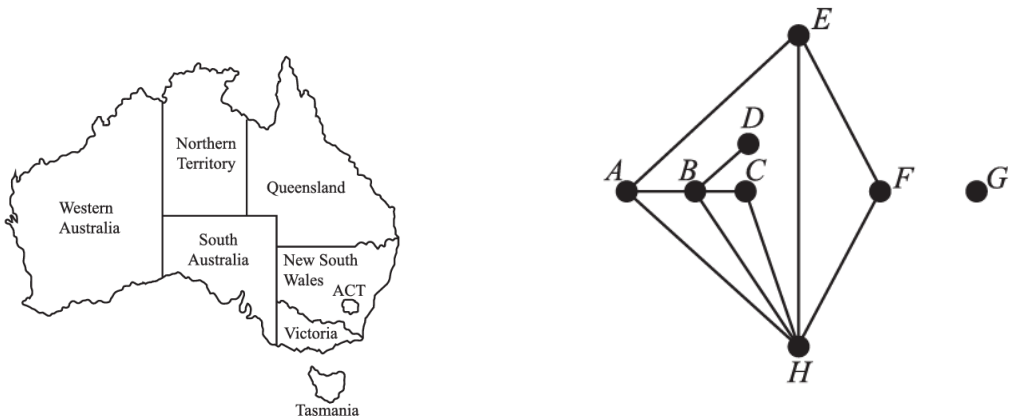 Northern
Territory
Queensland
Western
Australia
South
Australia
New South
Wales
ACT
Victoria
Tasmania
E
D
A
B
C
F
G
H